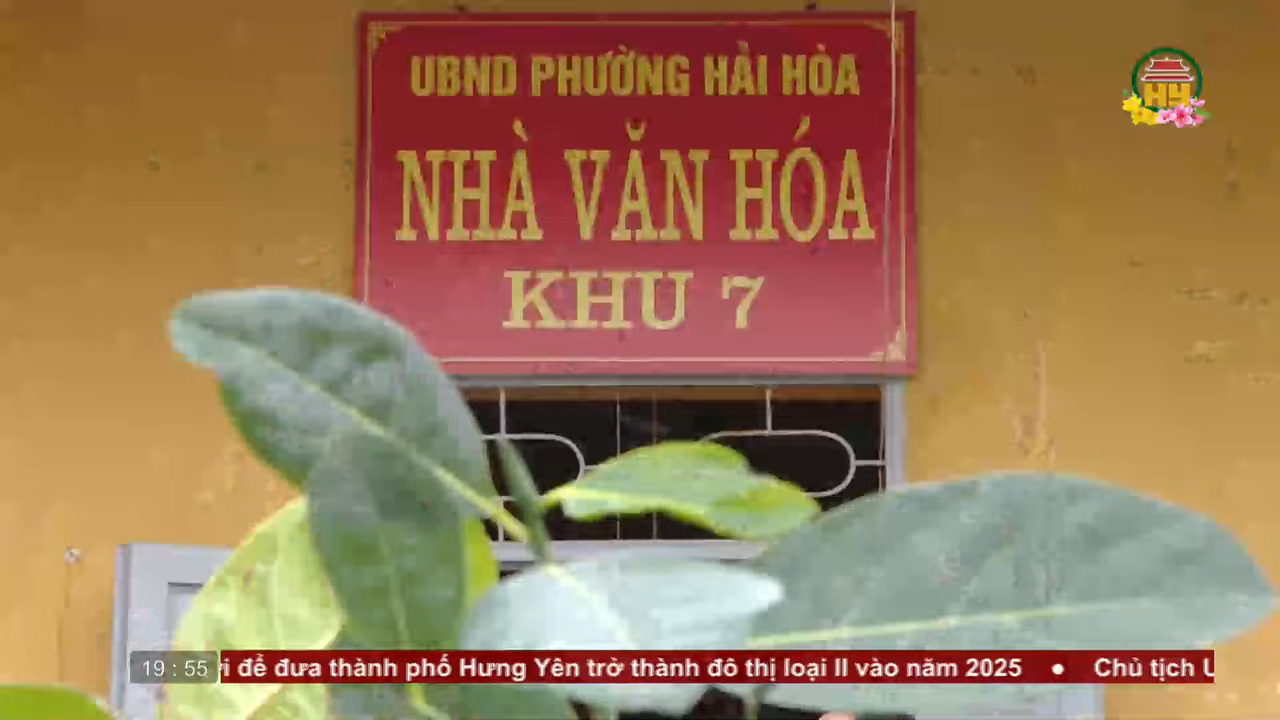 UBND PHƯỜNG HẢI HÒA
HY
NHÀ VĂN HÓA
KHU 7
19 : 55
để đưa thành phố Hưng Yên trở thành đô thị loại II vào năm 2025 • Chủ tịch